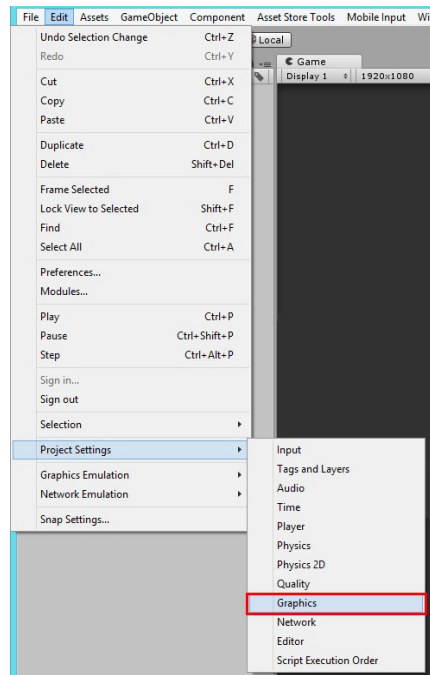 File Edit Assets GameObject Component Asset Store Tools Mobile Input Wi
Undo Selection Change Ctrl+Z
Local
Redo Ctrl+Y
Game
Display 1 1920x1080
Cut Ctrl+X
Copy Ctrl+C
Paste Ctrl+V
Duplicate Ctrl+D
Delete Shift+Del
Frame Selected F
Lock View to Selected Shift+F
Find Ctrl+F
Select All Ctrl+A
Preferences...
Modules...
Play Ctrl+P
Pause Ctrl+Shift+P
Step Ctrl+Alt+P
Sign in...
Sign out
Selection
Project Settings
Graphics Emulation
Network Emulation
Snap Settings...
Input
Tags and Layers
Audio
Time
Player
Physics
Physics 2D
Quality
Graphics
Network
Editor
Script Execution Order